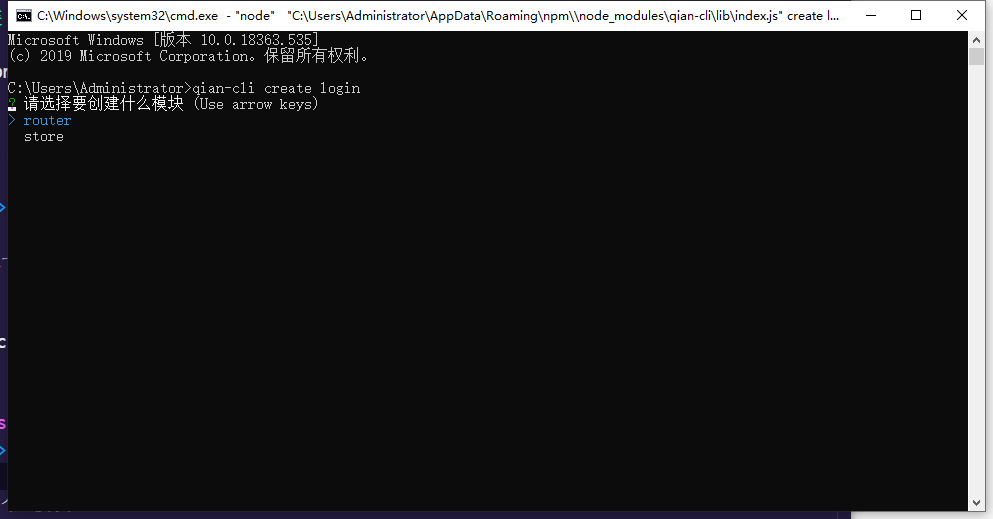 C:\Windows\system32\cmd.exe - "node" "C:\Users\Administrator\AppData\Roaming\npm\\node_modules\qian-cli\lib\index.js" create l...
Microsoft Windows [版本 10.0.18363.535]
(c) 2019 Microsoft Corporation。保留所有权利。
C:\Users\Administrator>qian-cli create login
? 请选择要创建什么模块 (Use arrow keys)
> router
store